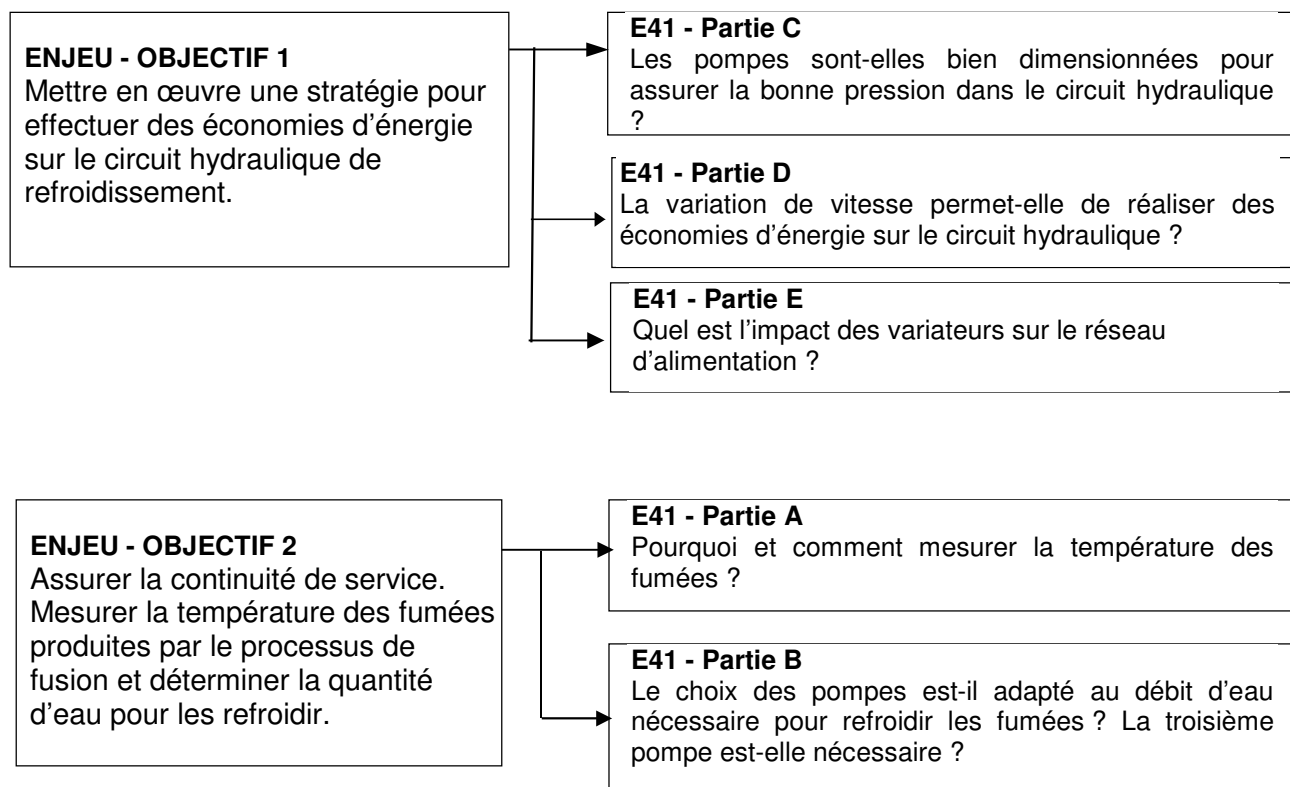 ENJEU - OBJECTIF 1
Mettre en œuvre une stratégie pour
effectuer des économies d'énergie
sur le circuit hydraulique de
refroidissement.
E41 - Partie C
Les pompes sont-elles bien dimensionnées pour
assurer la bonne pression dans le circuit hydraulique
?
E41 - Partie D
La variation de vitesse permet-elle de réaliser des
économies d'énergie sur le circuit hydraulique ?
E41 - Partie E
Quel est l'impact des variateurs sur le réseau
d'alimentation ?
ENJEU - OBJECTIF 2
Assurer la continuité de service.
Mesurer la température des fumées
produites par le processus de
fusion et déterminer la quantité
d'eau pour les refroidir.
E41 - Partie A
Pourquoi et comment mesurer la température des
fumées ?
E41 - Partie B
Le choix des pompes est-il adapté au débit d'eau
nécessaire pour refroidir les fumées ? La troisième
pompe est-elle nécessaire ?